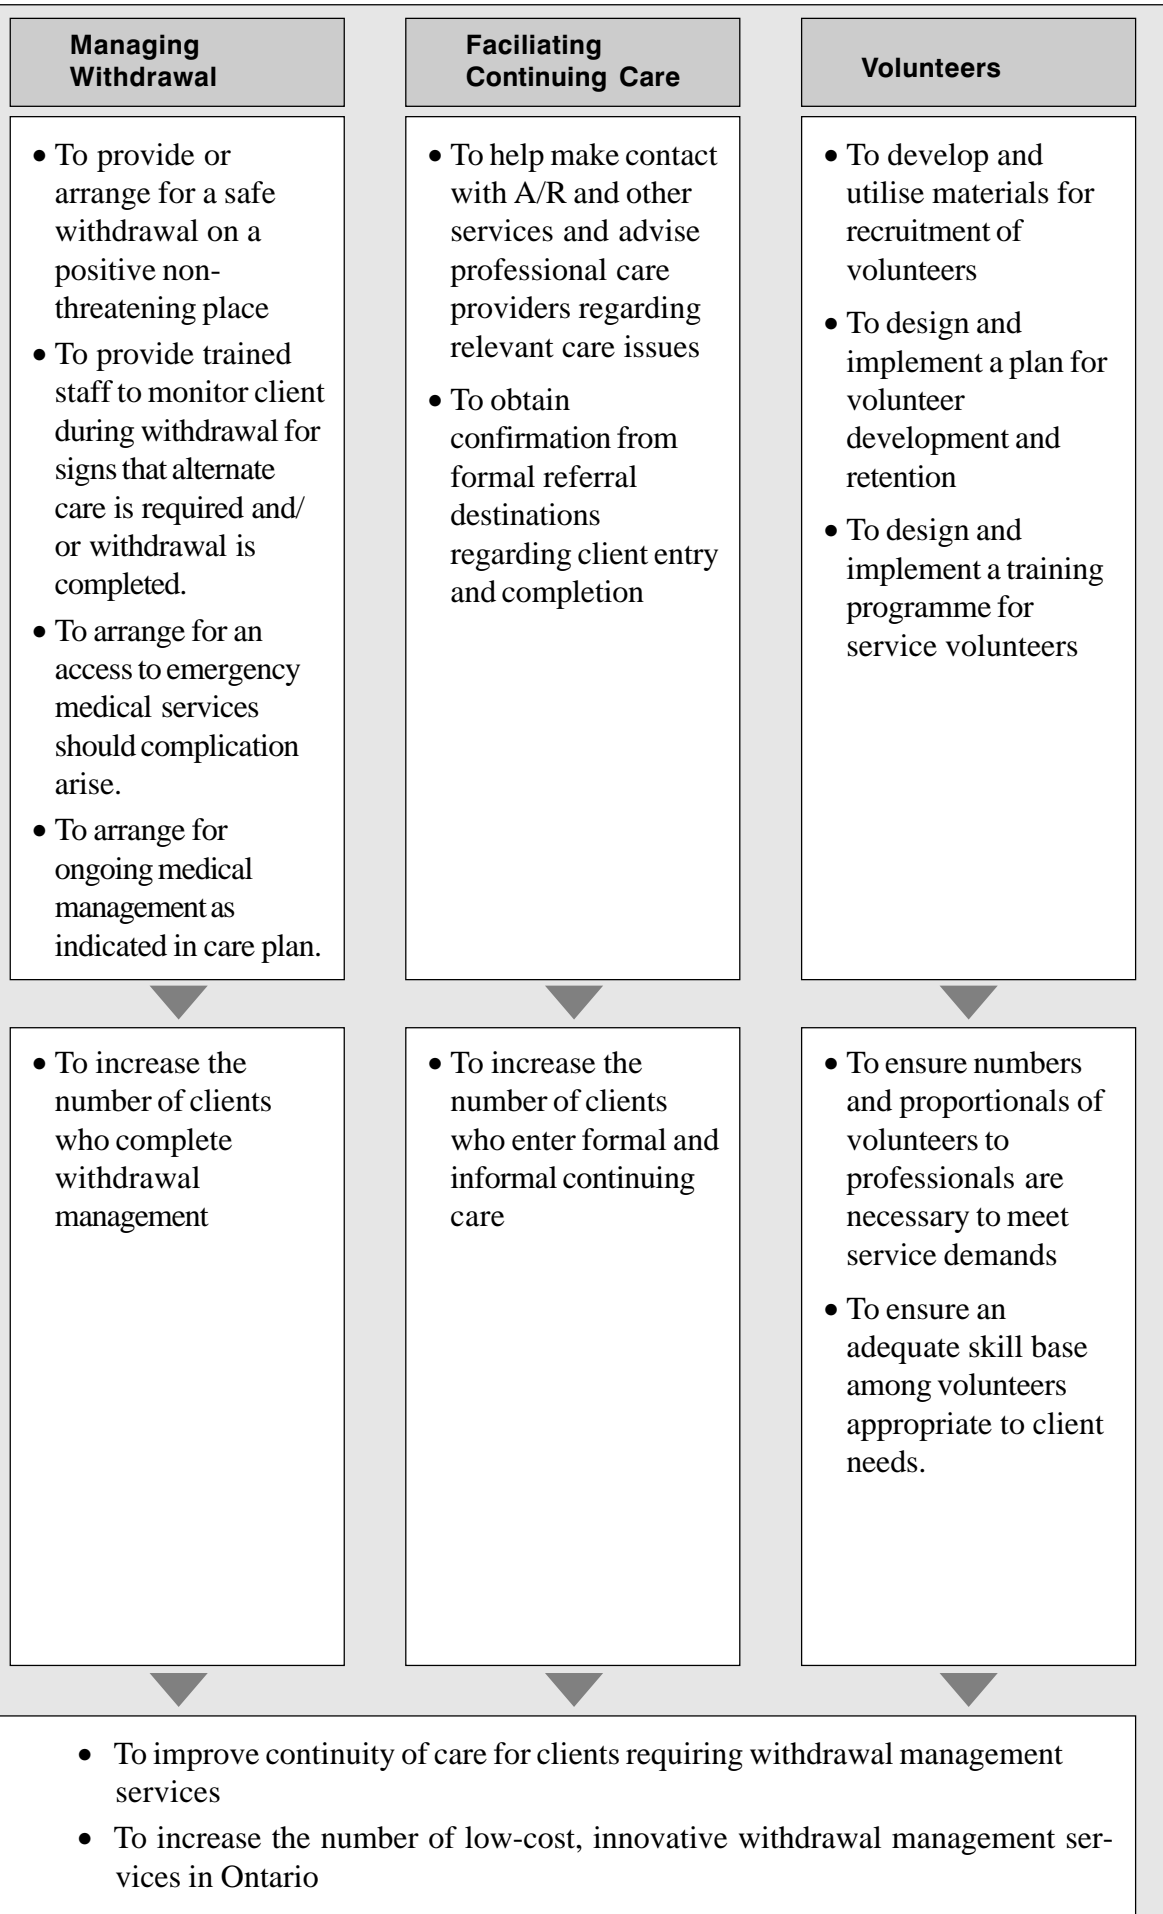 Managing
Withdrawal
• To provide or
arrange for a safe
withdrawal on a
positive non-
threatening place
• To provide trained
staff to monitor client
during withdrawal for
signs that alternate
care is required and/
or withdrawal is
completed.
• To arrange for an
access to emergency
medical services
should complication
arise.
• To arrange for
ongoing medical
management as
indicated in care plan.
• To increase the
number of clients
who complete
withdrawal
management
Faciliating
Continuing Care
• To help make contact
with A/R and other
services and advise
professional care
providers regarding
relevant care issues
• To obtain
confirmation from
formal referral
destinations
regarding client entry
and completion
• To increase the
number of clients
who enter formal and
informal continuing
care
Volunteers
• To develop and
utilise materials for
recruitment of
volunteers
• To design and
implement a plan for
volunteer
development and
retention
• To design and
implement a training
programme for
service volunteers
• To ensure numbers
and proportionals of
volunteers to
professionals are
necessary to meet
service demands
• To ensure an
adequate skill base
among volunteers
appropriate to client
needs.
• To improve continuity of care for clients requiring withdrawal management
services
• To increase the number of low-cost, innovative withdrawal management ser-
vices in Ontario